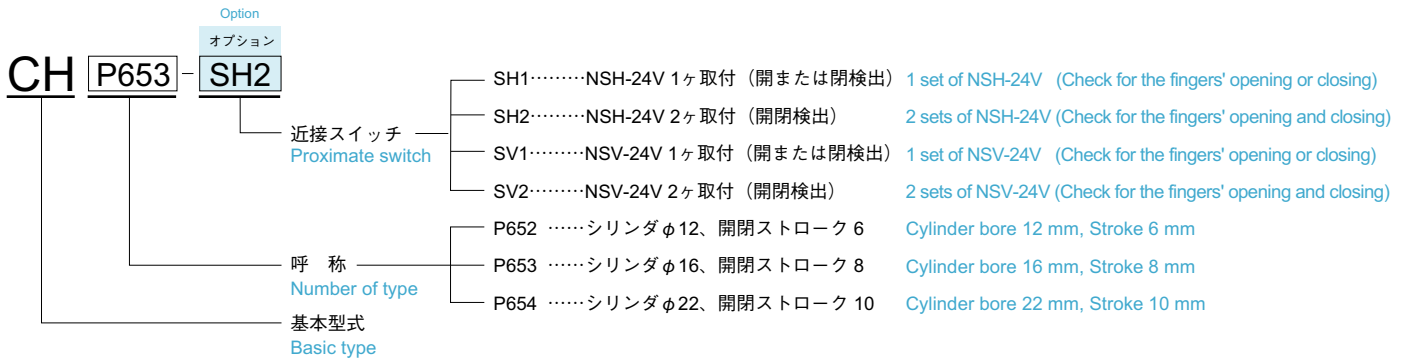 Option
オプション
CH P653 - SH2
SH1………NSH-24V 1ヶ取付（開または閉検出） 1 set of NSH-24V (Check for the fingers' opening or closing)
SH2………NSH-24V 2ヶ取付（開閉検出） 2 sets of NSH-24V (Check for the fingers' opening and closing)
近接スイッチ
Proximate switch
SV1………NSV-24V 1ヶ取付（開または閉検出） 1 set of NSV-24V (Check for the fingers' opening or closing)
SV2………NSV-24V 2ヶ取付（開閉検出） 2 sets of NSV-24V (Check for the fingers' opening and closing)
P652 ……シリンダφ12、開閉ストローク 6 Cylinder bore 12 mm, Stroke 6 mm
呼　称 P653 ……シリンダφ16、開閉ストローク 8 Cylinder bore 16 mm, Stroke 8 mm
Number of type
P654 ……シリンダφ22、開閉ストローク 10 Cylinder bore 22 mm, Stroke 10 mm
基本型式
Basic type